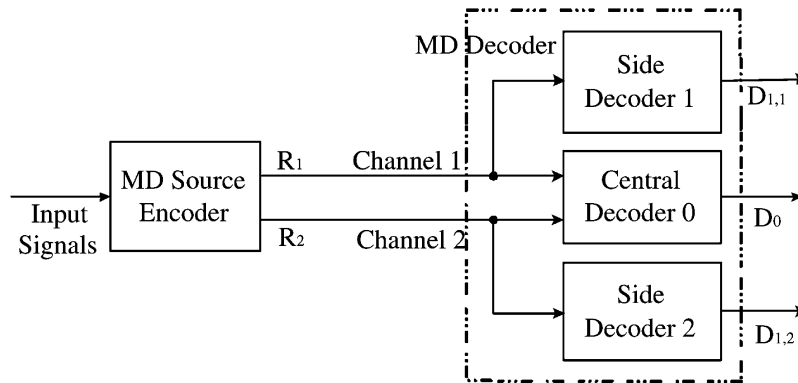 MD Decoder
Side
Decoder 1
D1,1
R1
Channel 1
MD Source
Encoder
Input
Signals
Central
Decoder 0
D0
R2
Channel 2
Side
Decoder 2
D1,2